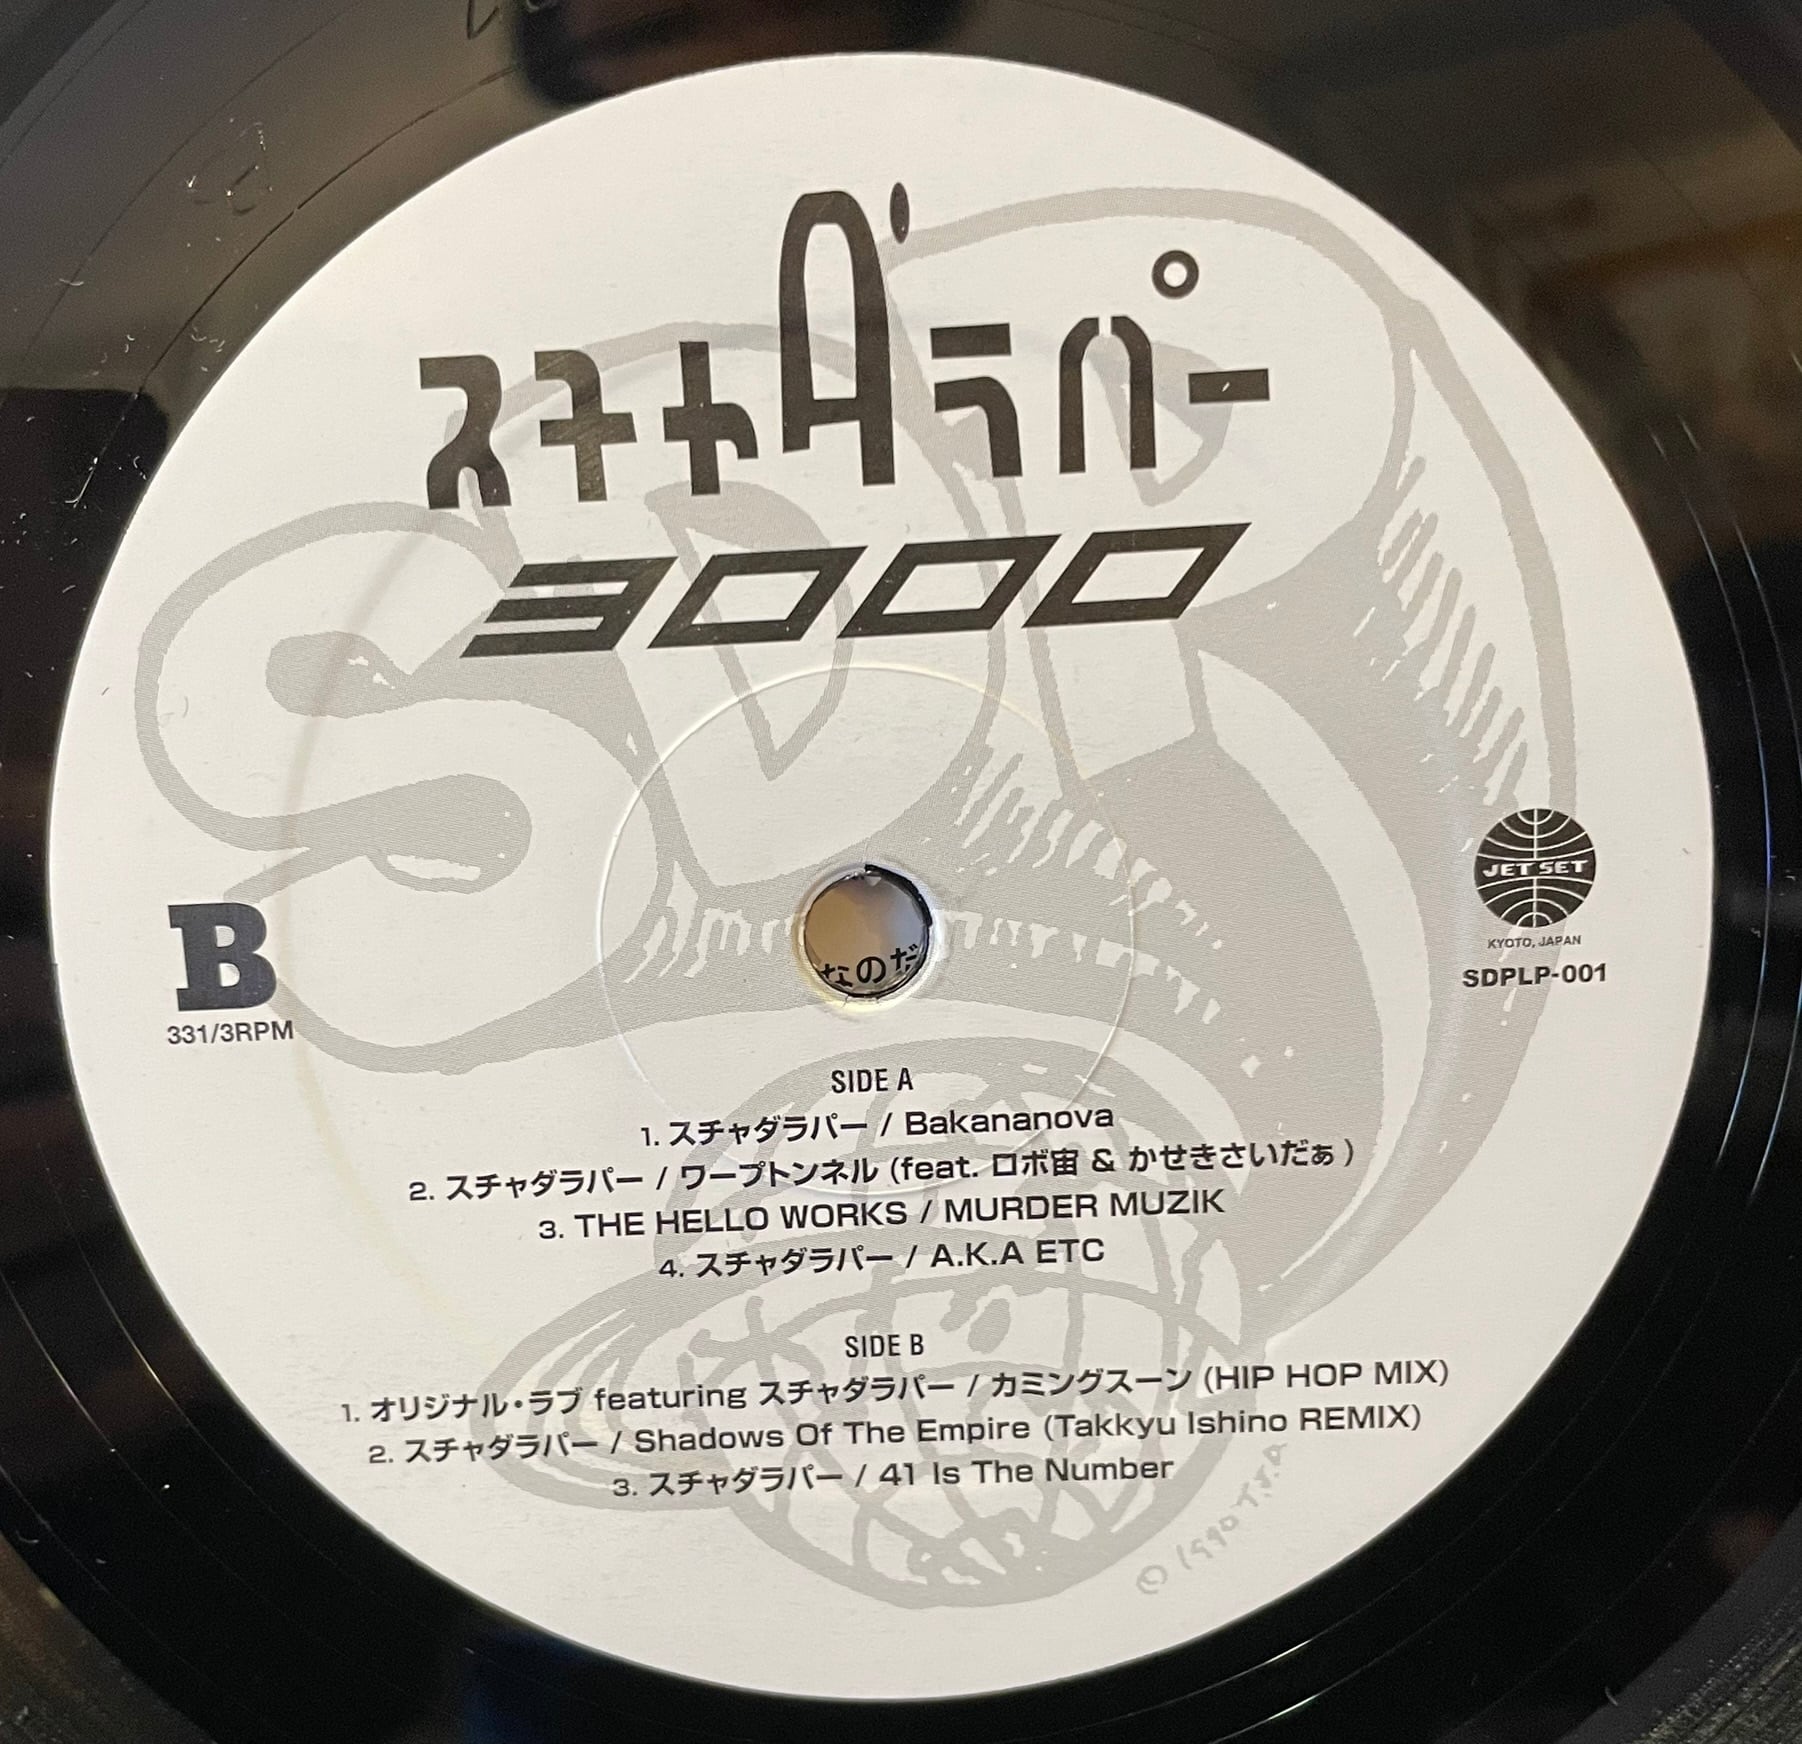 スチャダラパー
3000
SDP
JET SET
KYOTO, JAPAN
SDPLP-001
B
331/3RPM
なのだ
SIDE A
1. スチャダラパー / Bakananova
2. スチャダラパー / ワープトンネル (feat. ロボ宙 & かせきさいだぁ)
3. THE HELLO WORKS / MURDER MUZIK
4. スチャダラパー / A.K.A ETC
SIDE B
1. オリジナル・ラブ featuring スチャダラパー / カミングスーン (HIP HOP MIX)
2. スチャダラパー / Shadows Of The Empire (Takkyu Ishino REMIX)
3. スチャダラパー / 41 Is The Number
© 1990 T.T.A